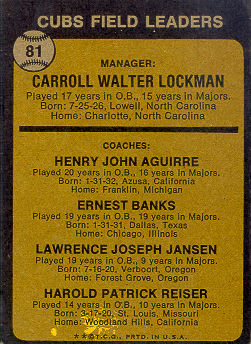 CUBS FIELD LEADERS
81
MANAGER:
CARROLL WALTER LOCKMAN
Played 17 years in O.B., 15 years in Majors.
Born: 7-25-26, Lowell, North Carolina
Home: Charlotte, North Carolina
COACHES:
HENRY JOHN AGUIRRE
Played 20 years in O.B., 16 years in Majors.
Born: 1-31-32, Azusa, California
Home: Franklin, Michigan
ERNEST BANKS
Played 19 years in O.B., 19 years in Majors.
Born: 1-31-31, Dallas, Texas
Home: Chicago, Illinois
LAWRENCE JOSEPH JANSEN
Played 19 years in O.B., 9 years in Majors.
Born: 7-16-20, Verboort, Oregon
Home: Forest Grove, Oregon
HAROLD PATRICK REISER
Played 14 years in O.B., 10 years in Majors.
Born: 3-17-20, St. Louis, Missouri
Home: Woodland Hills, California
★★©T.C.G., PRTD. IN U.S.A.